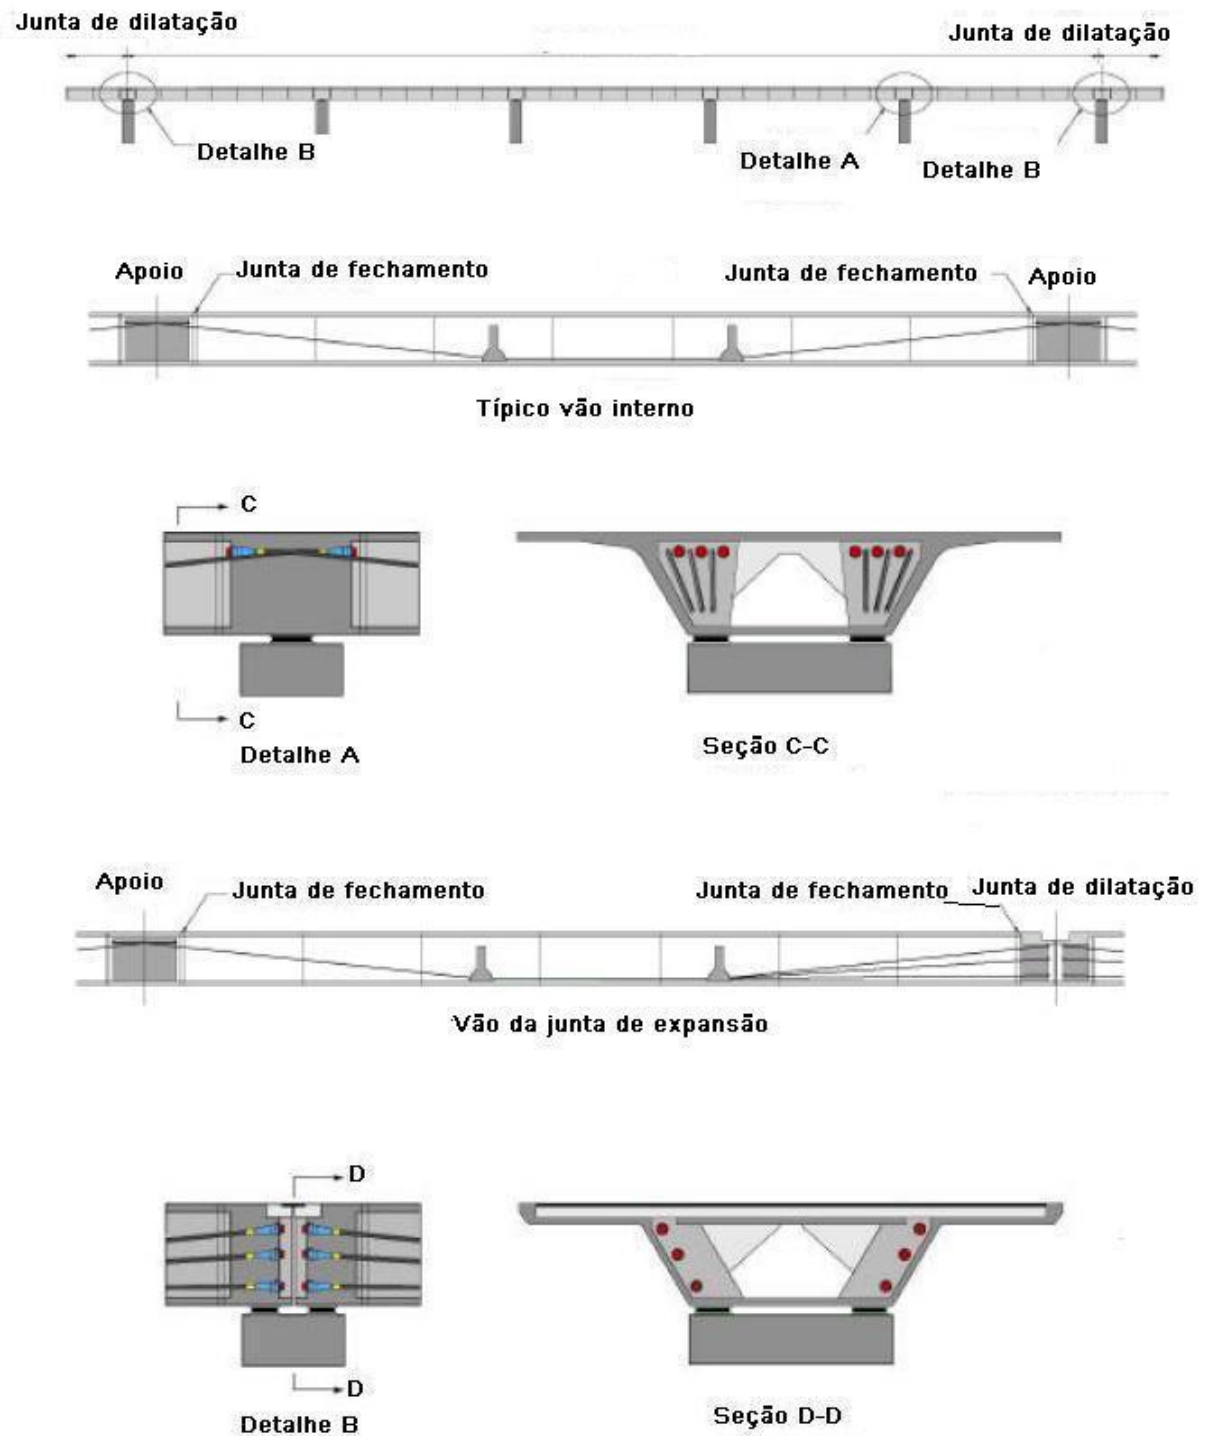 Junta de dilatação
Junta de dilatação
Detalhe B
Detalhe A
Detalhe B
Apoio
Junta de fechamento
Junta de fechamento
Apoio
Típico vão interno
C
C
Detalhe A
Seção C-C
Apoio
Junta de fechamento
Junta de fechamento
Junta de dilatação
Vão da junta de expansão
D
D
Detalhe B
Seção D-D